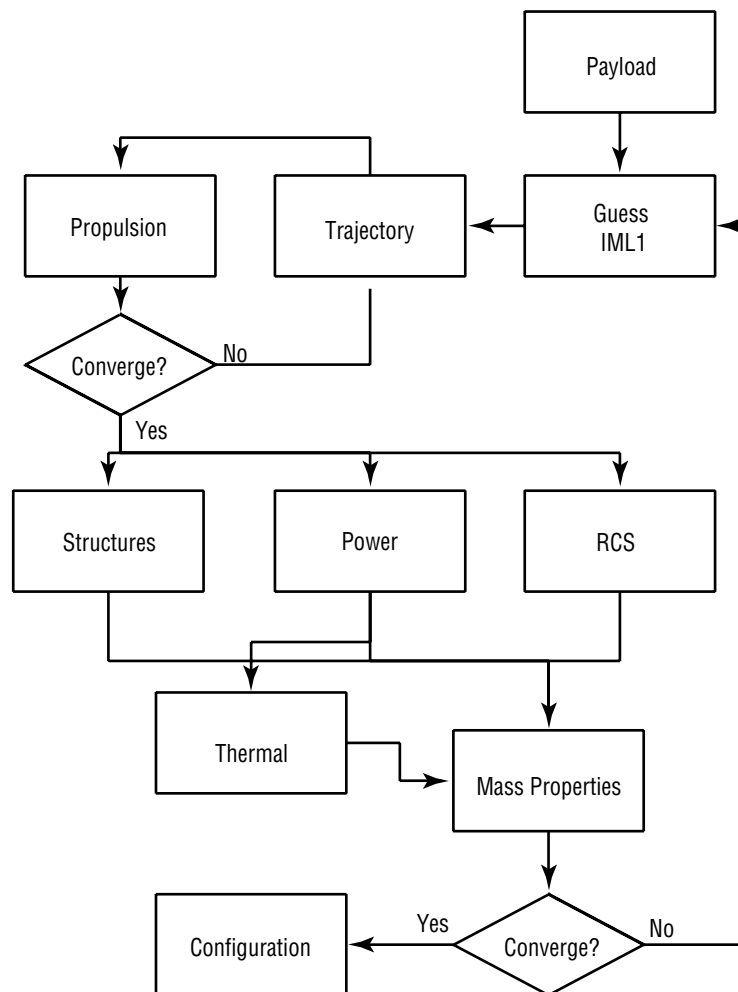 Payload
Propulsion
Trajectory
Guess
IML1
Converge?
No
Yes
Structures
Power
RCS
Thermal
Mass Properties
Configuration
Yes
Converge?
No